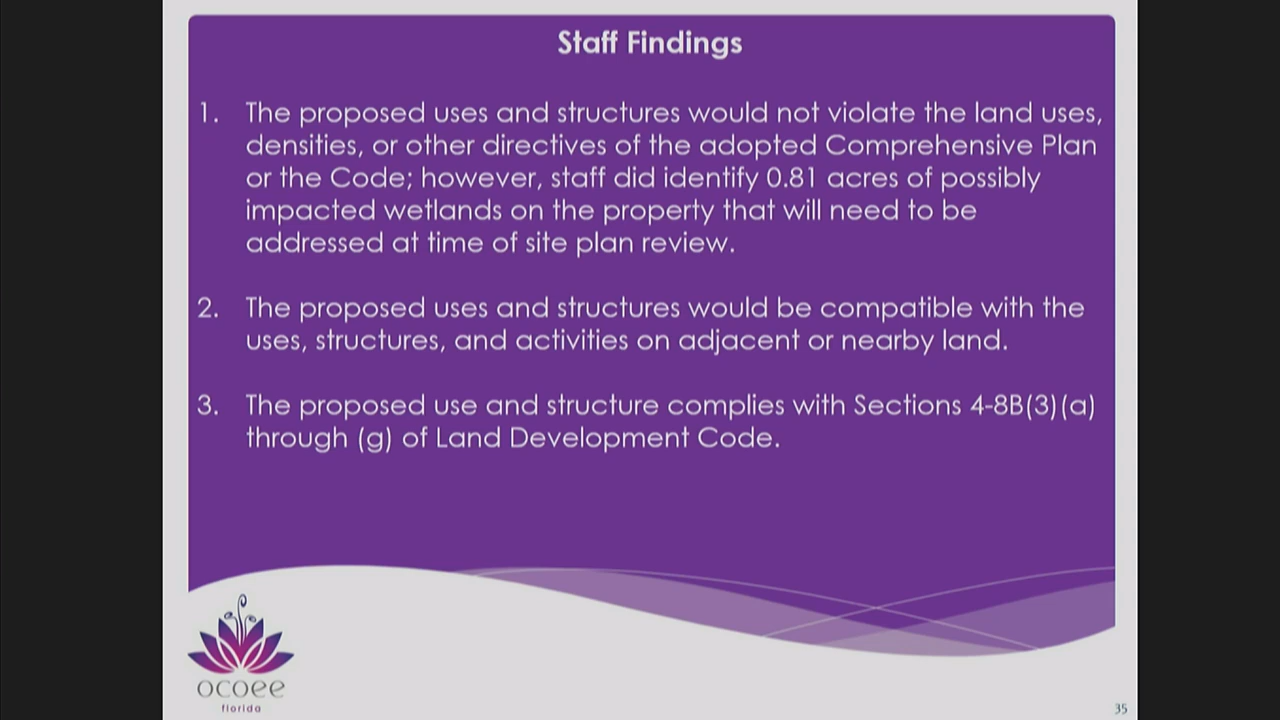 Staff Findings
1. The proposed uses and structures would not violate the land uses,
densities, or other directives of the adopted Comprehensive Plan
or the Code; however, staff did identify 0.81 acres of possibly
impacted wetlands on the property that will need to be
addressed at time of site plan review.
2. The proposed uses and structures would be compatible with the
uses, structures, and activities on adjacent or nearby land.
3. The proposed use and structure complies with Sections 4-8B(3)(a)
through (g) of Land Development Code.
ocoee
florida
35